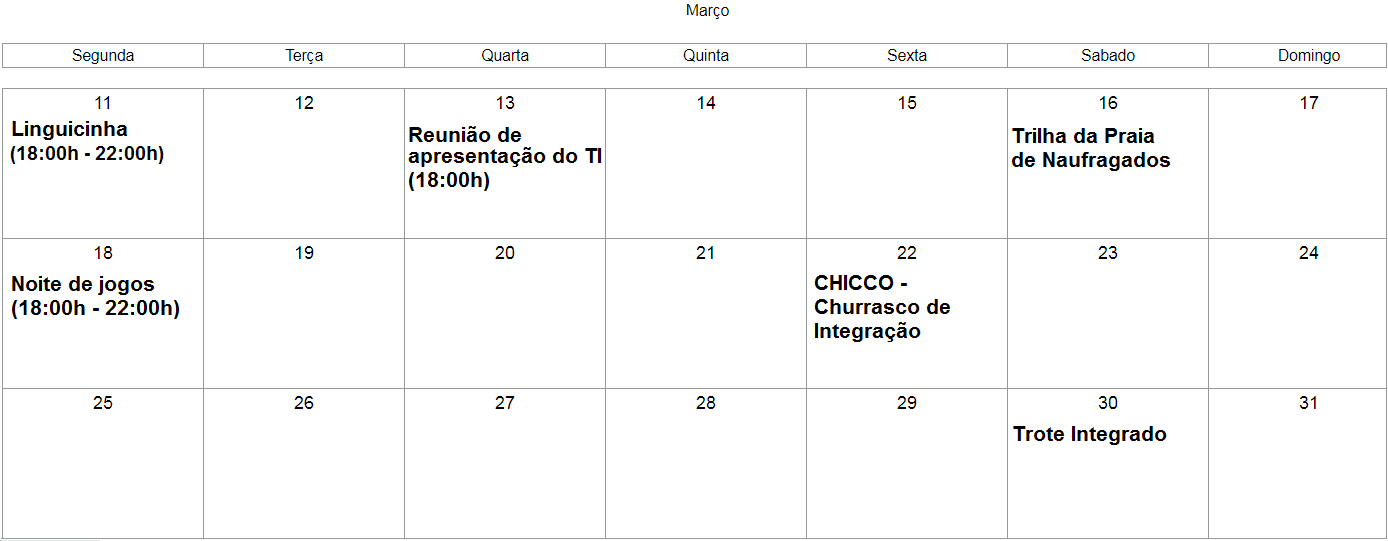 Março
Segunda Terça Quarta Quinta Sexta Sabado Domingo
11 12 13 14 15 16 17
Linguicinha
(18:00h - 22:00h)
Reunião de
apresentação do TI
(18:00h)
Trilha da Praia
de Naufragados
18 19 20 21 22 23 24
Noite de jogos
(18:00h - 22:00h)
CHICCO -
Churrasco de
Integração
25 26 27 28 29 30 31
Trote Integrado